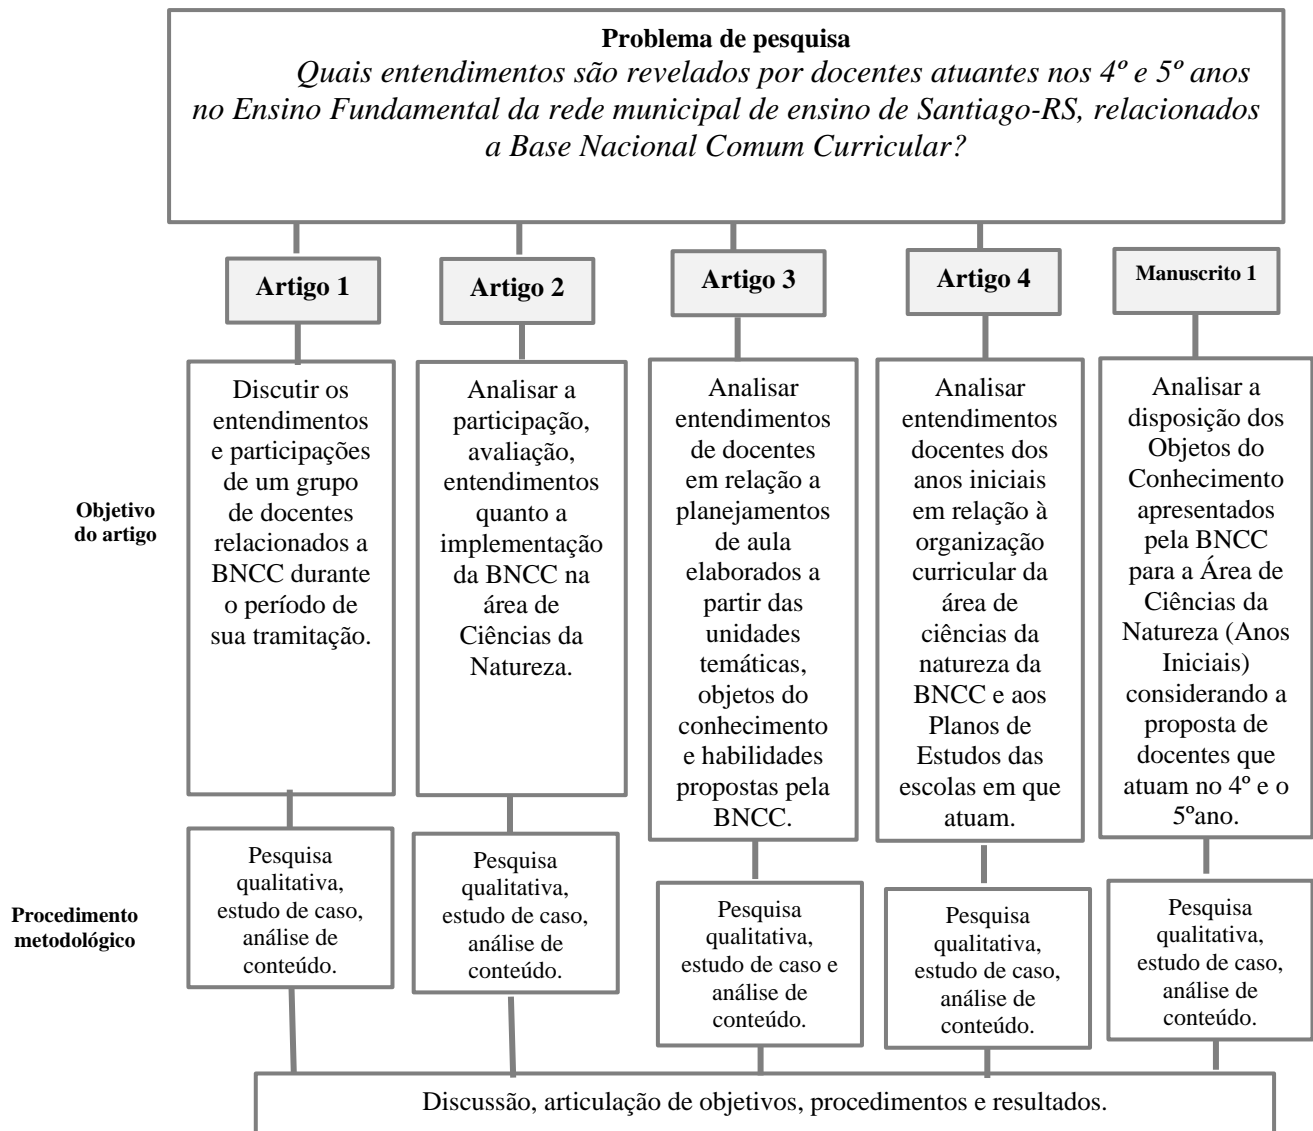 Problema de pesquisa
Quais entendimentos são revelados por docentes atuantes nos 4º e 5º anos
no Ensino Fundamental da rede municipal de ensino de Santiago-RS, relacionados
a Base Nacional Comum Curricular?
Artigo 1
Artigo 2
Artigo 3
Artigo 4
Manuscrito 1
Objetivo
do artigo
Discutir os
entendimentos
e participações
de um grupo
de docentes
relacionados a
BNCC durante
o período de
sua tramitação.
Analisar a
participação,
avaliação,
entendimentos
quanto a
implementação
da BNCC na
área de
Ciências da
Natureza.
Analisar
entendimentos
de docentes
em relação a
planejamentos
de aula
elaborados a
partir das
unidades
temáticas,
objetos do
conhecimento
e habilidades
propostas pela
BNCC.
Analisar
entendimentos
docentes dos
anos iniciais
em relação à
organização
curricular da
área de
ciências da
natureza da
BNCC e aos
Planos de
Estudos das
escolas em que
atuam.
Analisar a
disposição dos
Objetos do
Conhecimento
apresentados
pela BNCC
para a Área de
Ciências da
Natureza (Anos
Iniciais)
considerando a
proposta de
docentes que
atuam no 4º e o
5ºano.
Procedimento
metodológico
Pesquisa
qualitativa,
estudo de caso,
análise de
conteúdo.
Pesquisa
qualitativa,
estudo de caso,
análise de
conteúdo.
Pesquisa
qualitativa,
estudo de caso e
análise de
conteúdo.
Pesquisa
qualitativa,
estudo de caso,
análise de
conteúdo.
Pesquisa
qualitativa,
estudo de caso,
análise de
conteúdo.
Discussão, articulação de objetivos, procedimentos e resultados.